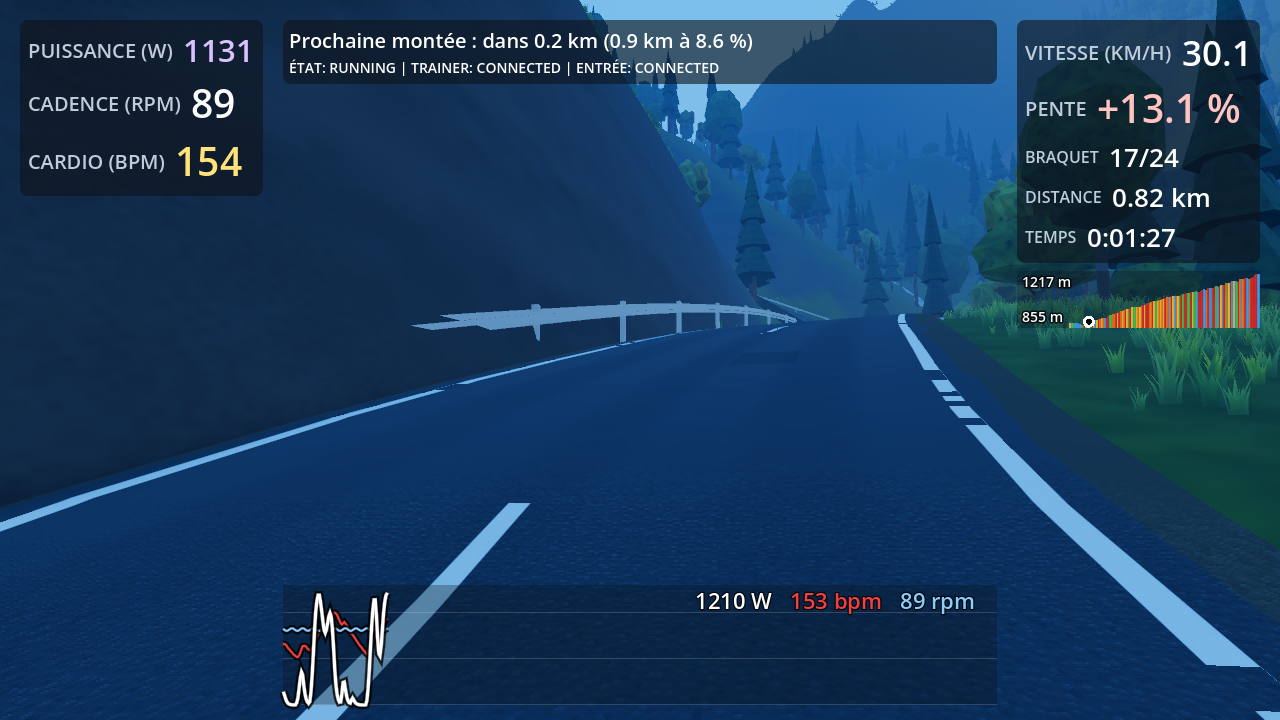 PUISSANCE (W) 1131
CADENCE (RPM) 89
CARDIO (BPM) 154
Prochaine montée : dans 0.2 km (0.9 km à 8.6 %)
ÉTAT: RUNNING | TRAINER: CONNECTED | ENTRÉE: CONNECTED
VITESSE (KM/H) 30.1
PENTE +13.1 %
BRAQUET 17/24
DISTANCE 0.82 km
TEMPS 0:01:27
1217 m
855 m
1210 W 153 bpm 89 rpm